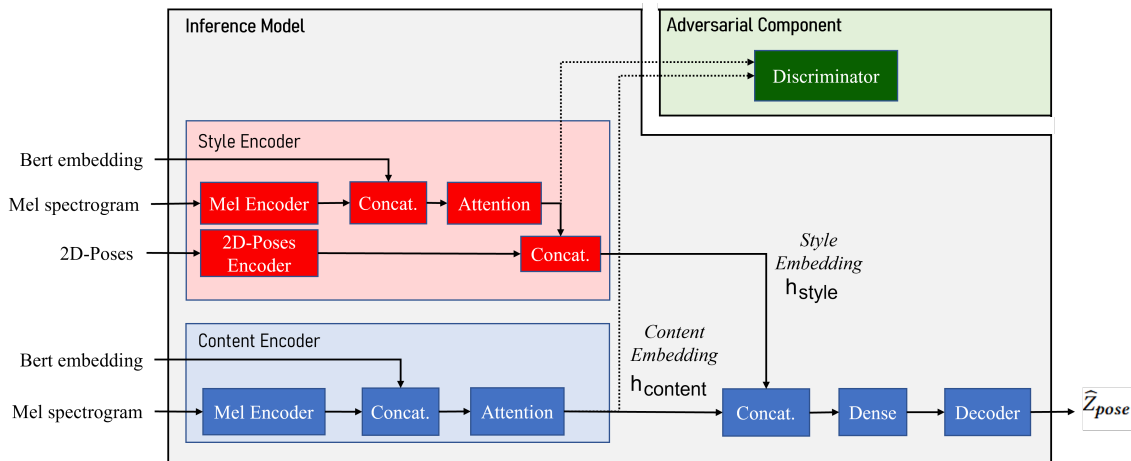 Inference Model
Adversarial Component
Discriminator
Style Encoder
Bert embedding
Mel spectrogram
Mel Encoder
Concat.
Attention
2D-Poses
2D-Poses
Encoder
Concat.
Style
Embedding
hstyle
Content Encoder
Bert embedding
Content
Embedding
hcontent
Mel spectrogram
Mel Encoder
Concat.
Attention
Concat.
Dense
Decoder
Ẑpose